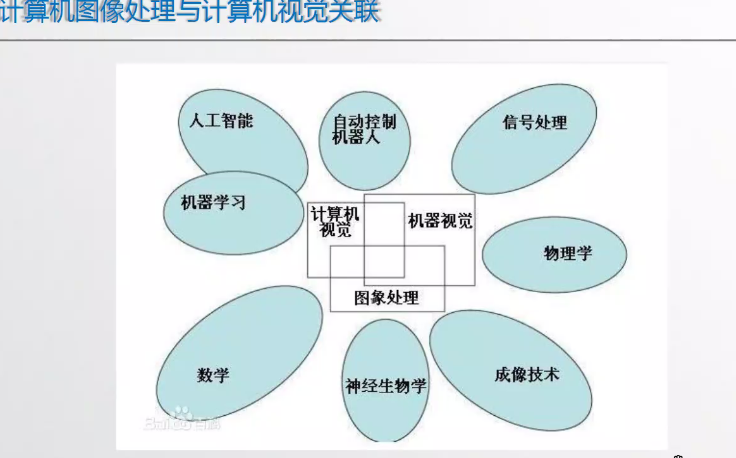 计算机图像处理与计算机视觉关联
人工智能
自动控制
机器人
信号处理
机器学习
计算机
视觉
机器视觉
物理学
图象处理
数学
神经生物学
成像技术
Baidu百科